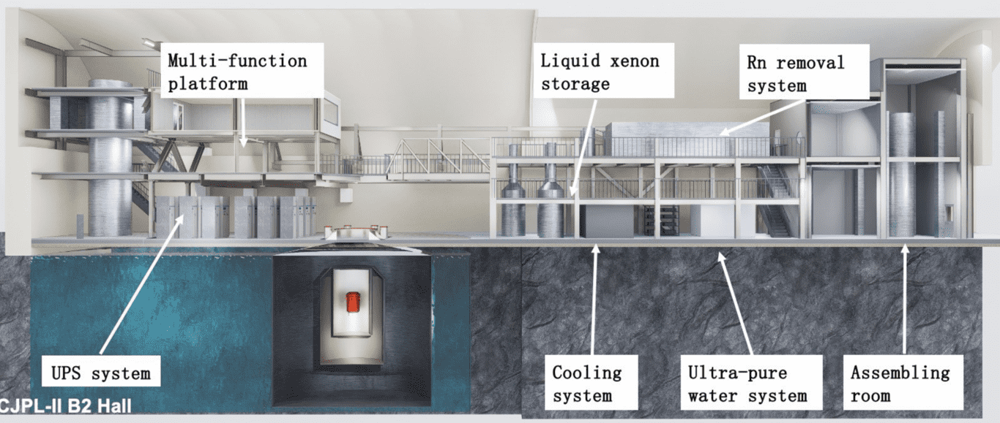 Multi-function
platform
Liquid xenon
storage
Rn removal
system
UPS system
Cooling
system
Ultra-pure
water system
Assembling
room
CJPL-II B2 Hall